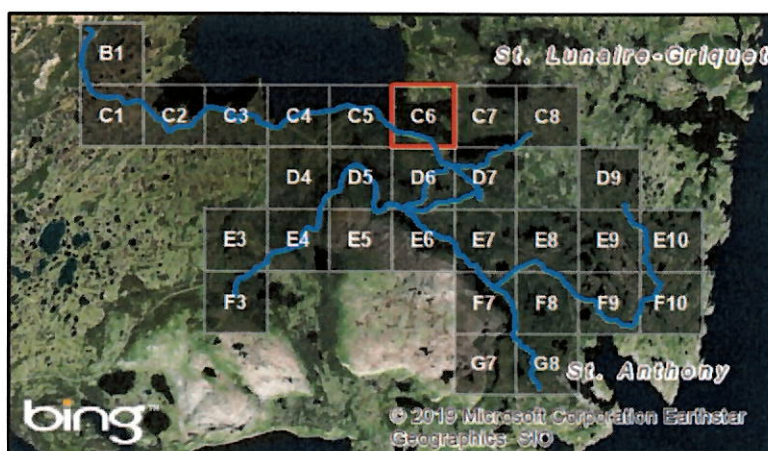 B1
St. Lunaire-Griquet
C1 C2 C3 C4 C5 C6 C7 C8
D4 D5 D6 D7 D9
E3 E4 E5 E6 E7 E8 E9 E10
F3 F7 F8 F9 F10
G7 G8
St. Anthony
bing
© 2019 Microsoft Corporation Earthstar
Geographics SIO